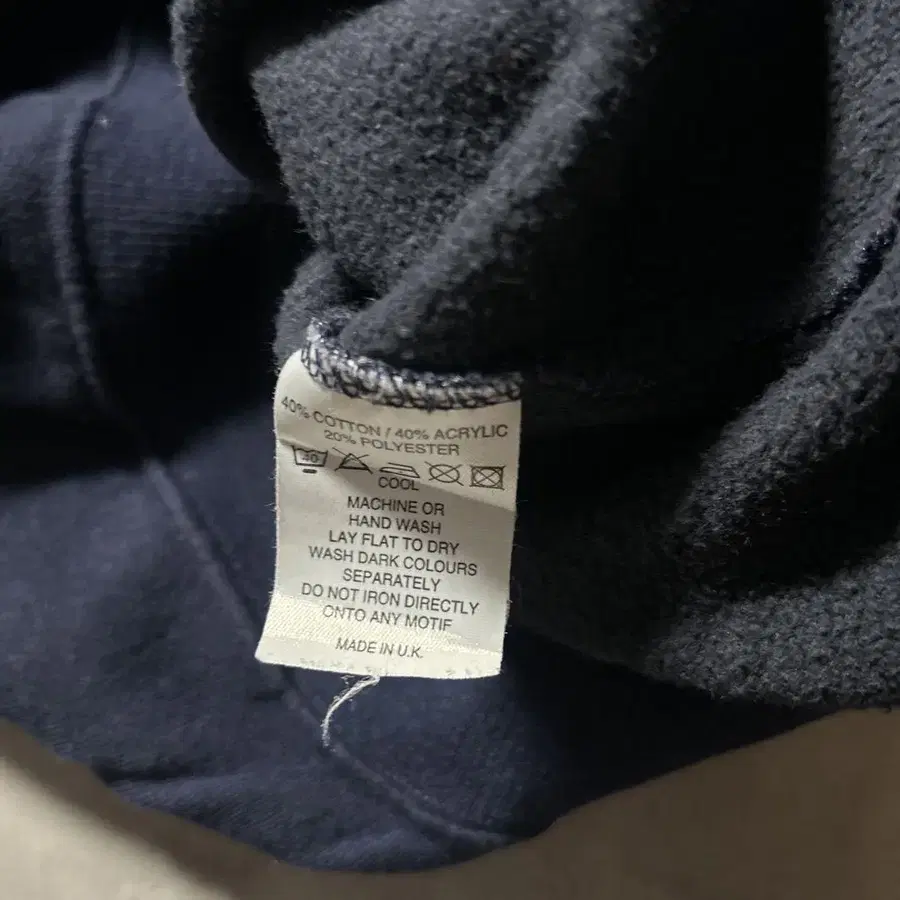 40% COTTON / 40% ACRYLIC
20% POLYESTER
40
COOL
MACHINE OR
HAND WASH
LAY FLAT TO DRY
WASH DARK COLOURS
SEPARATELY
DO NOT IRON DIRECTLY
ONTO ANY MOTIF
MADE IN U.K.